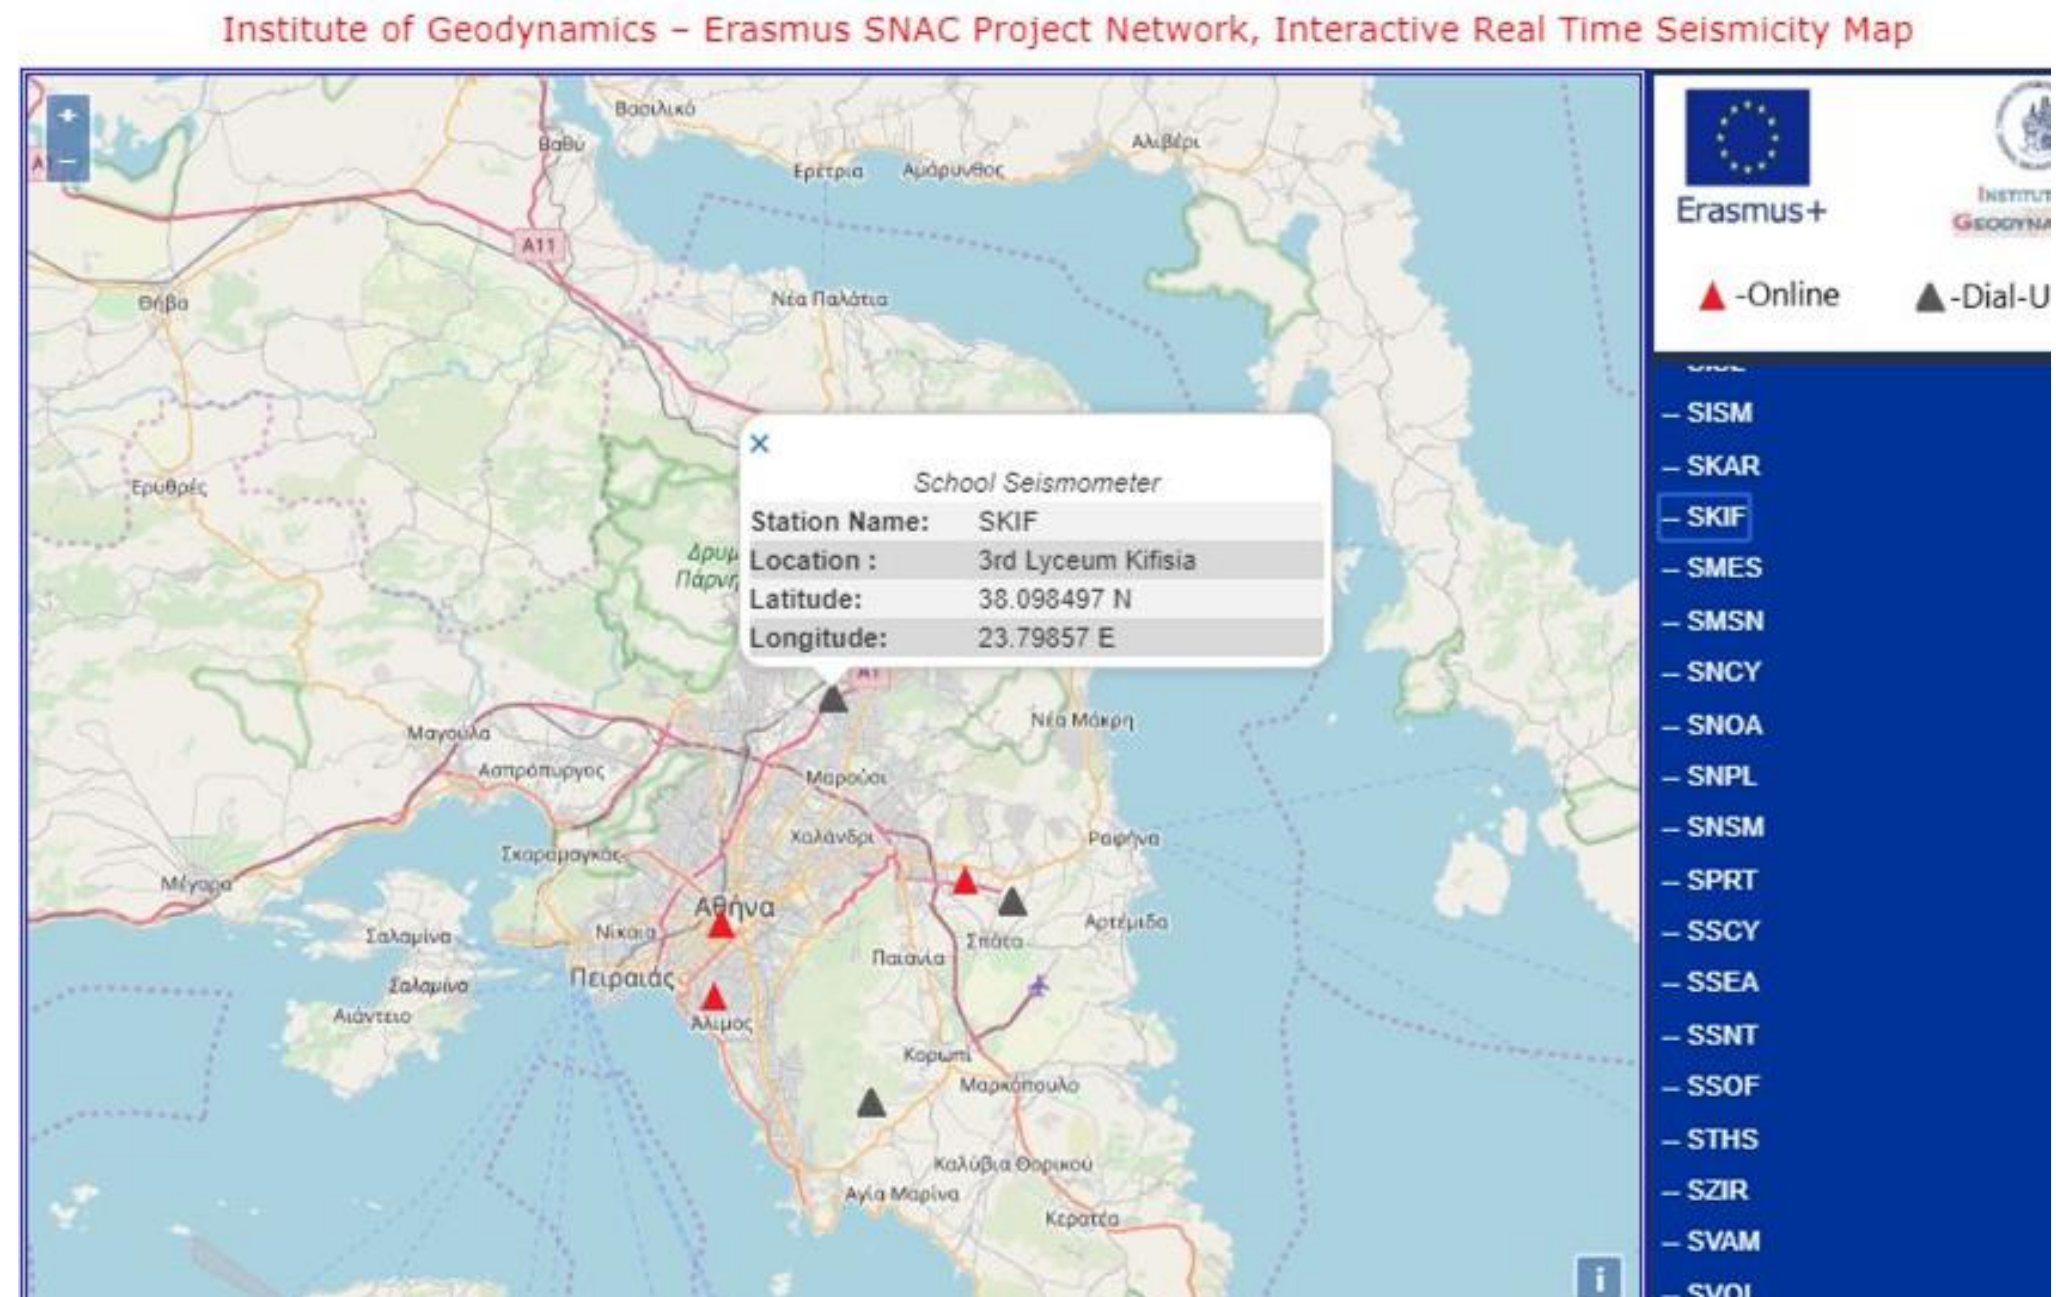 Institute of Geodynamics – Erasmus SNAC Project Network, Interactive Real Time Seismicity Map
+
–
Βασιλικό
Βαθύ
Αλιβέρι
Ερέτρια
Αμάρυνθος
A11
Θήβα
Νέα Παλάτια
Ερυθρές
×
School Seismometer
Station Name: SKIF
Location : 3rd Lyceum Kifisia
Latitude: 38.098497 N
Longitude: 23.79857 E
A1
Νέα Μάκρη
Μαγούλα
Ασπρόπυργος
Μαρούσι
Χαλάνδρι
Ραφήνα
Σκαραμαγκάς
Μέγαρα
Αθήνα
Νίκαια
Σαλαμίνα
Αρτέμιδα
Σπάτα
Παιανία
Πειραιάς
Σαλαμίνα
Αιάντειο
Άλιμος
Κορωπί
Μαρκόπουλο
Καλύβια Θορικού
Αγία Μαρίνα
Κερατέα
i
Erasmus+
-Online
-Dial-U
– SISM
– SKAR
– SKIF
– SMES
– SMSN
– SNCY
– SNOA
– SNPL
– SNSM
– SPRT
– SSCY
– SSEA
– SSNT
– SSOF
– STHS
– SZIR
– SVAM